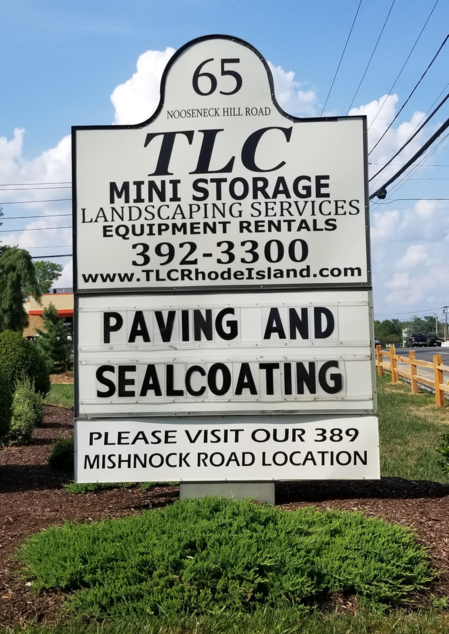 65
NOOSENECK HILL ROAD
TLC
MINI STORAGE
LANDSCAPING SERVICES
EQUIPMENT RENTALS
392-3300
www.TLCRhodeIsland.com
PAVING AND
SEALCOATING
PLEASE VISIT OUR 389
MISHNOCK ROAD LOCATION